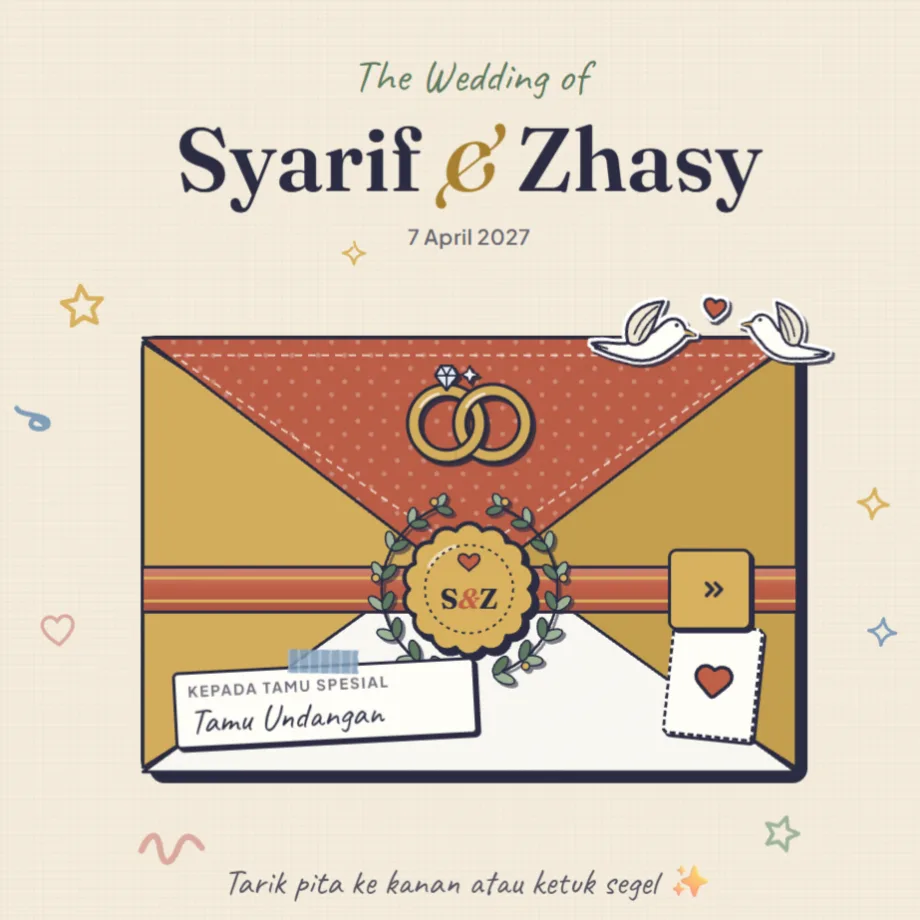 The Wedding of
Syarif & Zhasy
7 April 2027
»
S&Z
KEPADA TAMU SPESIAL
Tamu Undangan
Tarik pita ke kanan atau ketuk segel ✨